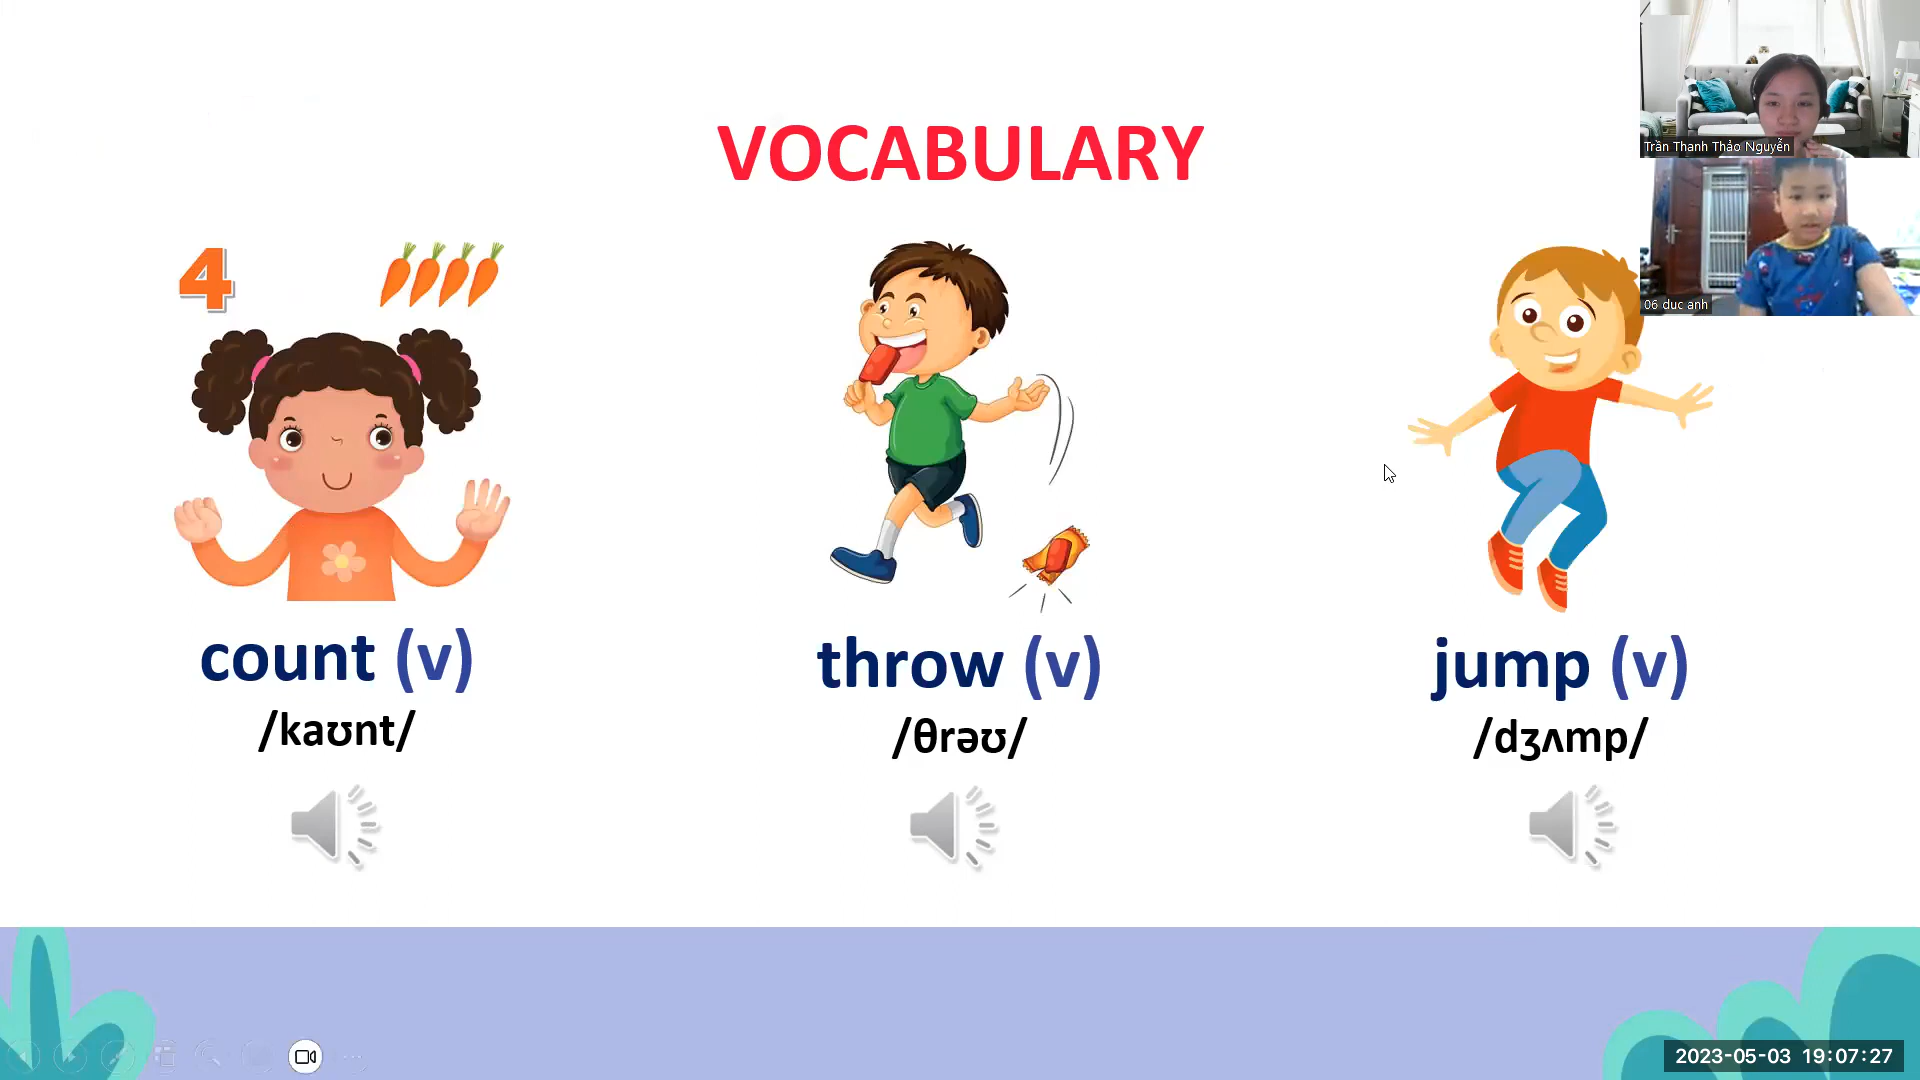 VOCABULARY
4
count (v)
/kaʊnt/
throw (v)
/θrəʊ/
jump (v)
/dʒʌmp/
Trần Thanh Thảo Nguyễn
06 duc anh
2023-05-03 19:07:27